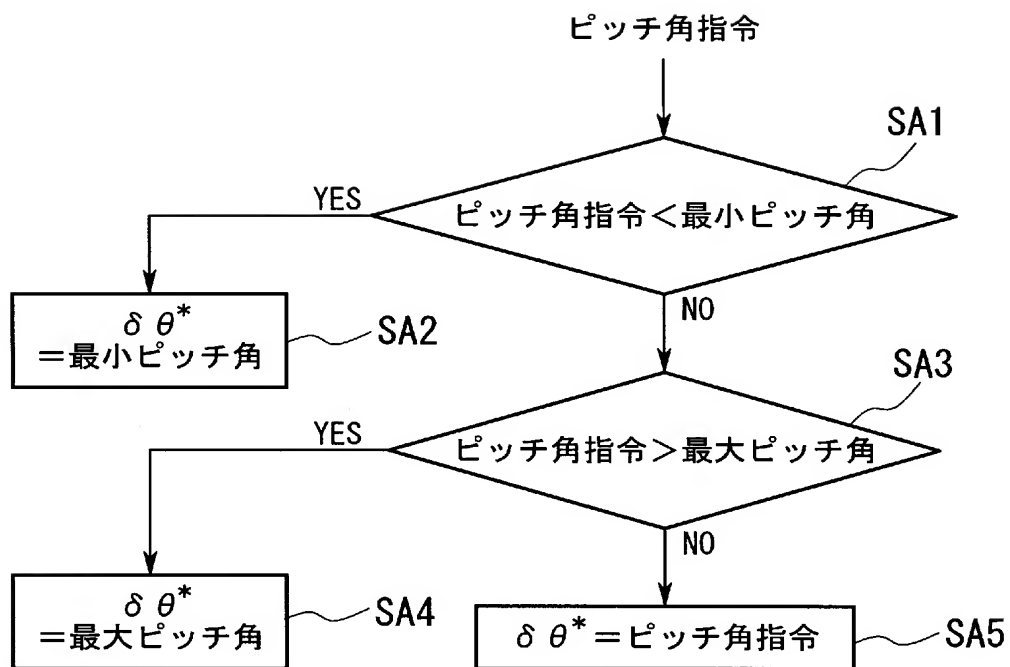 ピッチ角指令
SA1
YES
ピッチ角指令＜最小ピッチ角
NO
δ θ*
＝最小ピッチ角
SA2
SA3
YES
ピッチ角指令＞最大ピッチ角
NO
δ θ*
＝最大ピッチ角
SA4
δ θ*＝ピッチ角指令
SA5